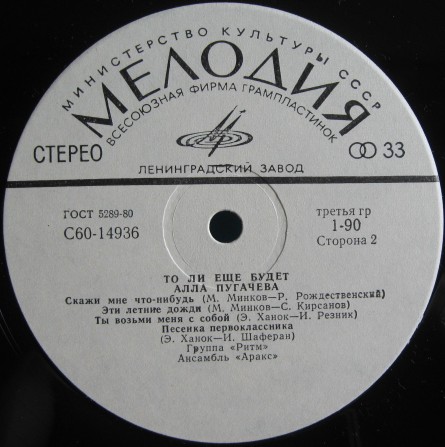 МИНИСТЕРСТВО КУЛЬТУРЫ СССР
МЕЛОДИЯ
ВСЕСОЮЗНАЯ ФИРМА ГРАМПЛАСТИНОК
СТЕРЕО
33
ЛЕНИНГРАДСКИЙ ЗАВОД
ГОСТ 5289-80
С60-14936
третья гр
1-90
Сторона 2
ТО ЛИ ЕЩЕ БУДЕТ
АЛЛА ПУГАЧЕВА
Скажи мне что-нибудь (М. Минков—Р. Рождественский)
Эти летние дожди (М. Минков—С. Кирсанов)
Ты возьми меня с собой (Э. Ханок—И. Резник)
Песенка первоклассника
(Э. Ханок—И. Шаферан)
Группа «Ритм»
Ансамбль «Аракс»